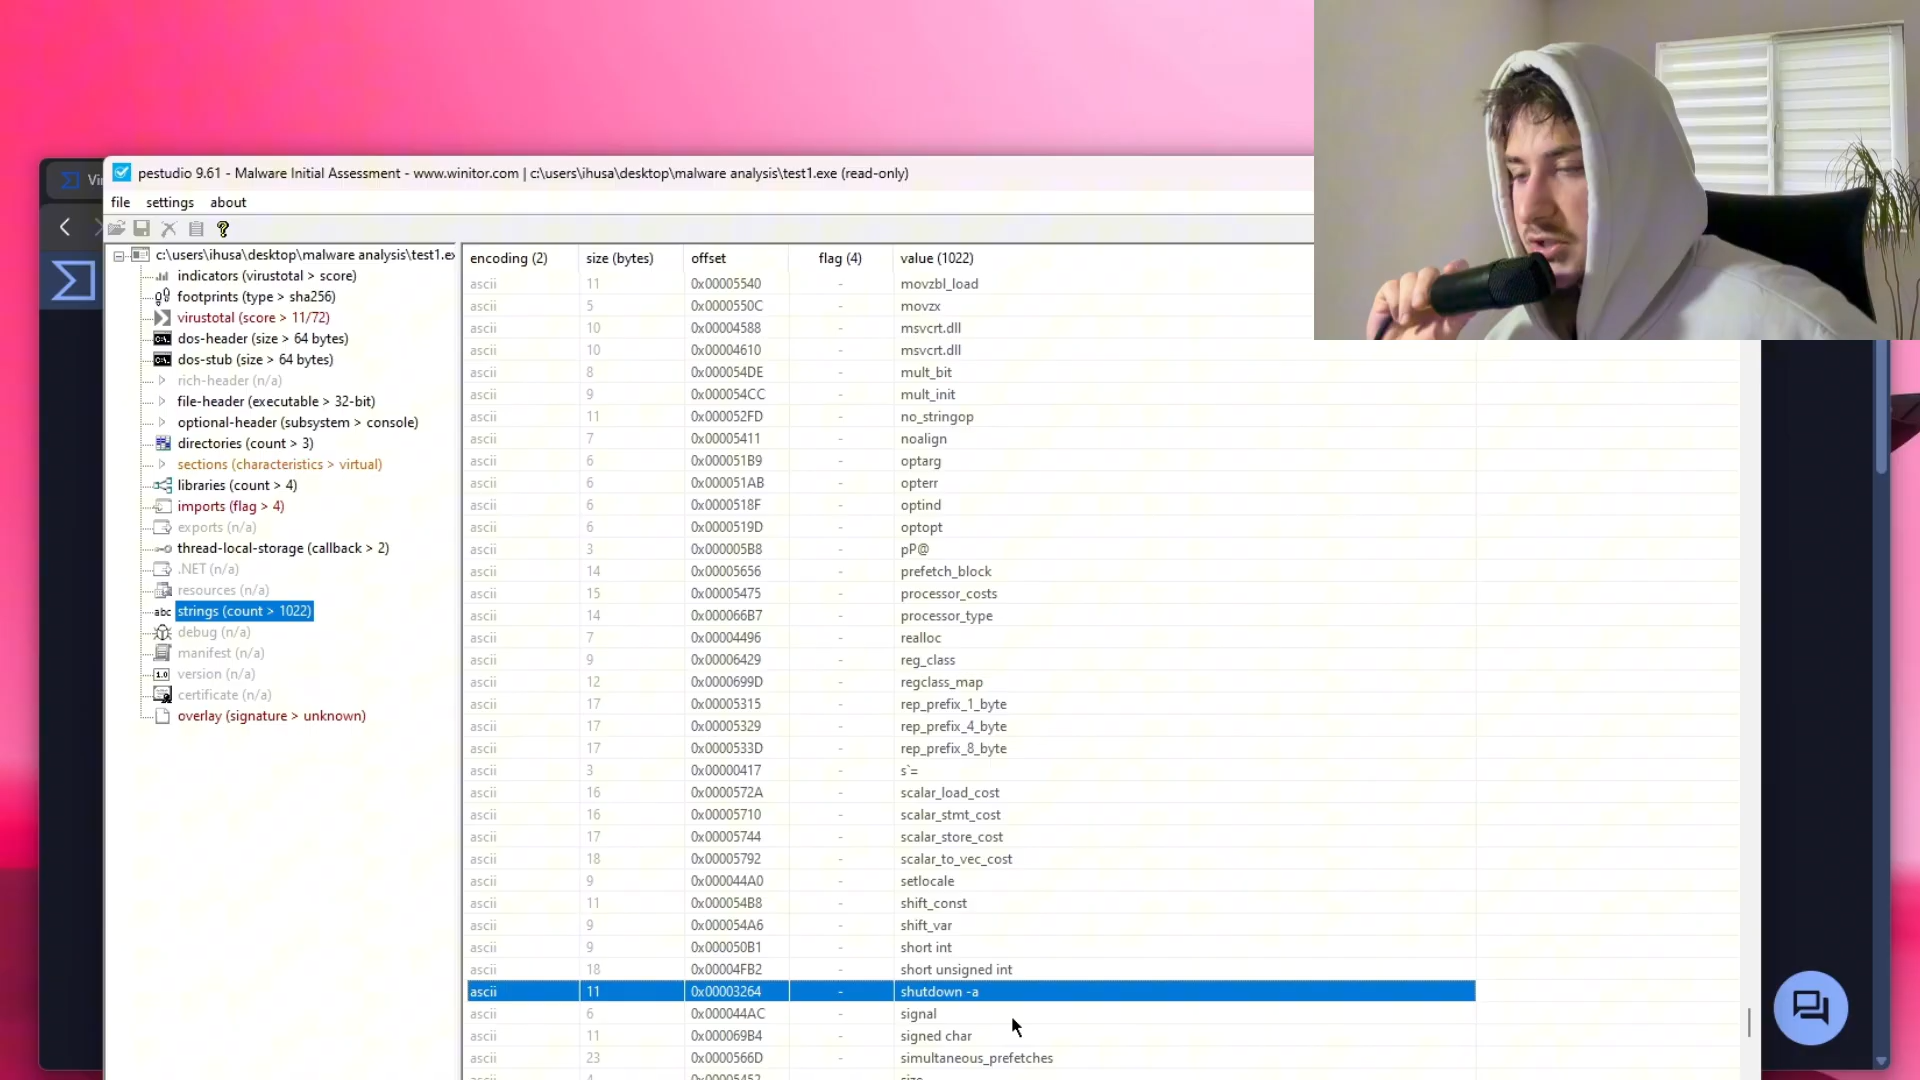 Vi
pestudio 9.61 - Malware Initial Assessment - www.winitor.com | c:\users\ihusa\desktop\malware analysis\test1.exe (read-only)
file settings about
c:\users\ihusa\desktop\malware analysis\test1.ex
indicators (virustotal > score)
footprints (type > sha256)
virustotal (score > 11/72)
dos-header (size > 64 bytes)
dos-stub (size > 64 bytes)
rich-header (n/a)
file-header (executable > 32-bit)
optional-header (subsystem > console)
directories (count > 3)
sections (characteristics > virtual)
libraries (count > 4)
imports (flag > 4)
exports (n/a)
thread-local-storage (callback > 2)
.NET (n/a)
resources (n/a)
abc strings (count > 1022)
debug (n/a)
manifest (n/a)
1.0 version (n/a)
certificate (n/a)
overlay (signature > unknown)
encoding (2) size (bytes) offset flag (4) value (1022)
ascii 11 0x00005540 - movzbl_load
ascii 5 0x0000550C - movzx
ascii 10 0x00004588 - msvcrt.dll
ascii 10 0x00004610 - msvcrt.dll
ascii 8 0x000054DE - mult_bit
ascii 9 0x000054CC - mult_init
ascii 11 0x000052FD - no_stringop
ascii 7 0x00005411 - noalign
ascii 6 0x000051B9 - optarg
ascii 6 0x000051AB - opterr
ascii 6 0x0000518F - optind
ascii 6 0x0000519D - optopt
ascii 3 0x000005B8 - pP@
ascii 14 0x00005656 - prefetch_block
ascii 15 0x00005475 - processor_costs
ascii 14 0x000066B7 - processor_type
ascii 7 0x00004496 - realloc
ascii 9 0x00006429 - reg_class
ascii 12 0x0000699D - regclass_map
ascii 17 0x00005315 - rep_prefix_1_byte
ascii 17 0x00005329 - rep_prefix_4_byte
ascii 17 0x0000533D - rep_prefix_8_byte
ascii 3 0x00000417 - s`=
ascii 16 0x0000572A - scalar_load_cost
ascii 16 0x00005710 - scalar_stmt_cost
ascii 17 0x00005744 - scalar_store_cost
ascii 18 0x00005792 - scalar_to_vec_cost
ascii 9 0x000044A0 - setlocale
ascii 11 0x000054B8 - shift_const
ascii 9 0x000054A6 - shift_var
ascii 9 0x000050B1 - short int
ascii 18 0x00004FB2 - short unsigned int
ascii 11 0x00003264 - shutdown -a
ascii 6 0x000044AC - signal
ascii 11 0x000069B4 - signed char
ascii 23 0x0000566D - simultaneous_prefetches